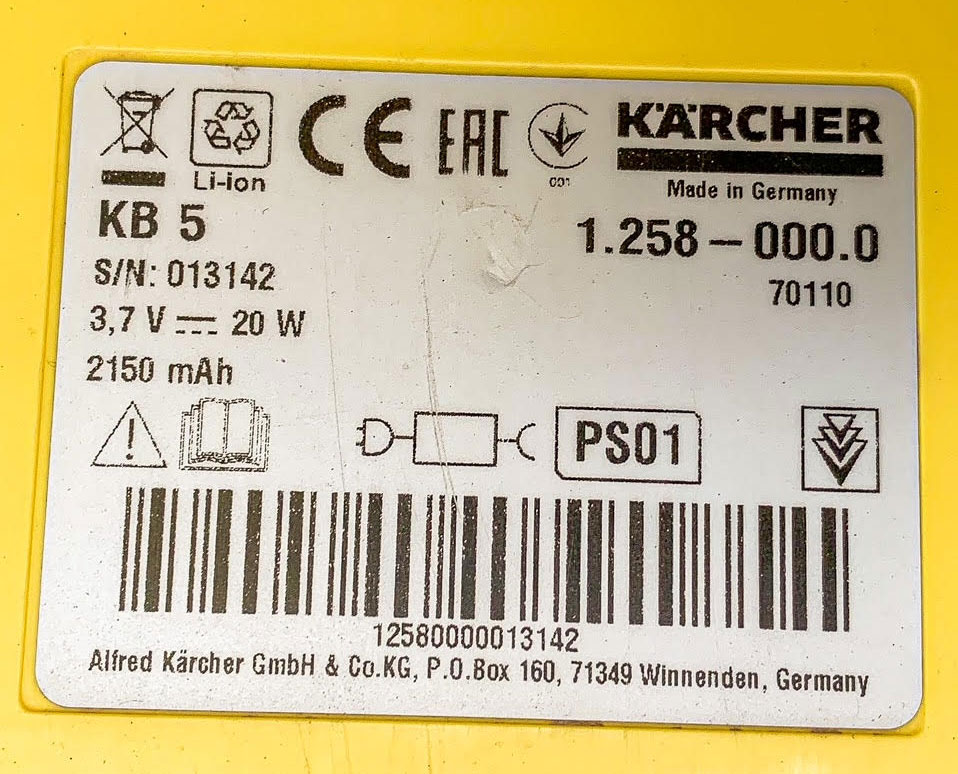 Li-ion
CE EAC
001
KÄRCHER
Made in Germany
KB 5
1.258 – 000.0
S/N: 013142
70110
3,7 V 20 W
2150 mAh
PS01
12580000013142
Alfred Kärcher GmbH & Co.KG, P.O.Box 160, 71349 Winnenden, Germany